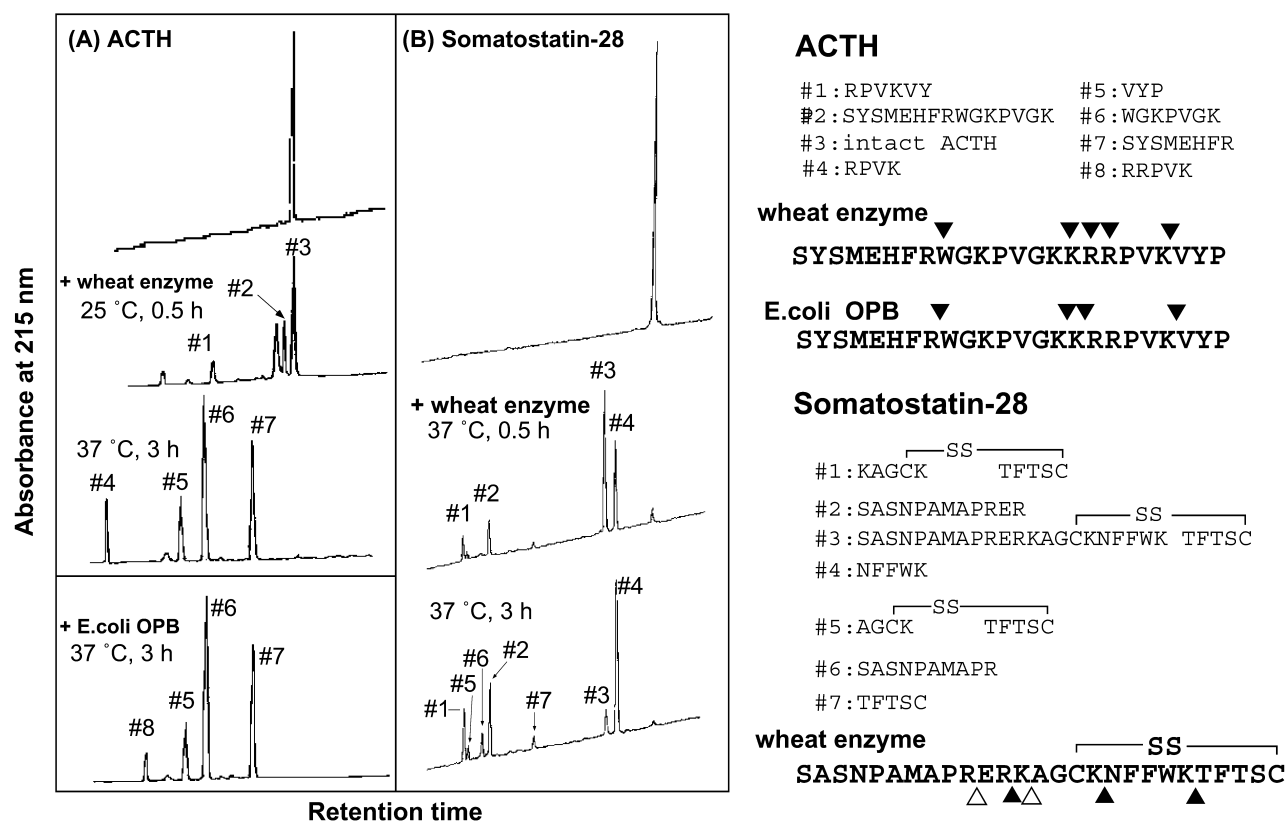 (A) ACTH
#3
+ wheat enzyme
#2
25 ˚C, 0.5 h
#1
#6
#7
37 ˚C, 3 h
#4
#5
#6
+ E.coli OPB
37 ˚C, 3 h
#7
#5
#8
(B) Somatostatin-28
#3
+ wheat enzyme
#4
37 ˚C, 0.5 h
#2
#1
#4
37 ˚C, 3 h
#2
#6
#5
#3
#7
#1
Absorbance at 215 nm
Retention time
ACTH
#1:RPVKVY
#5:VYP
#2:SYSMEHFRWGKPVGK
#6:WGKPVGK
#3:intact ACTH
#7:SYSMEHFR
#4:RPVK
#8:RRPVK
wheat enzyme
SYSMEHFRWGKPVGKKRRPVKVYP
E.coli OPB
SYSMEHFRWGKPVGKKRRPVKVYP
Somatostatin-28
SS
#1:KAGCK TFTSC
#2:SASNPAMAPRER
SS
#3:SASNPAMAPRERKAGCKNFFWK TFTSC
#4:NFFWK
SS
#5:AGCK TFTSC
#6:SASNPAMAPR
#7:TFTSC
wheat enzyme
SS
SASNPAMAPRERKAGCKNFFWKTFTSC